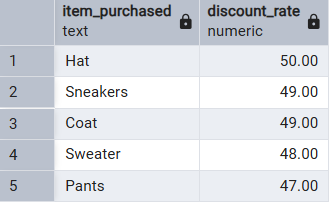 item_purchased discount_rate
text numeric
1 Hat 50.00
2 Sneakers 49.00
3 Coat 49.00
4 Sweater 48.00
5 Pants 47.00